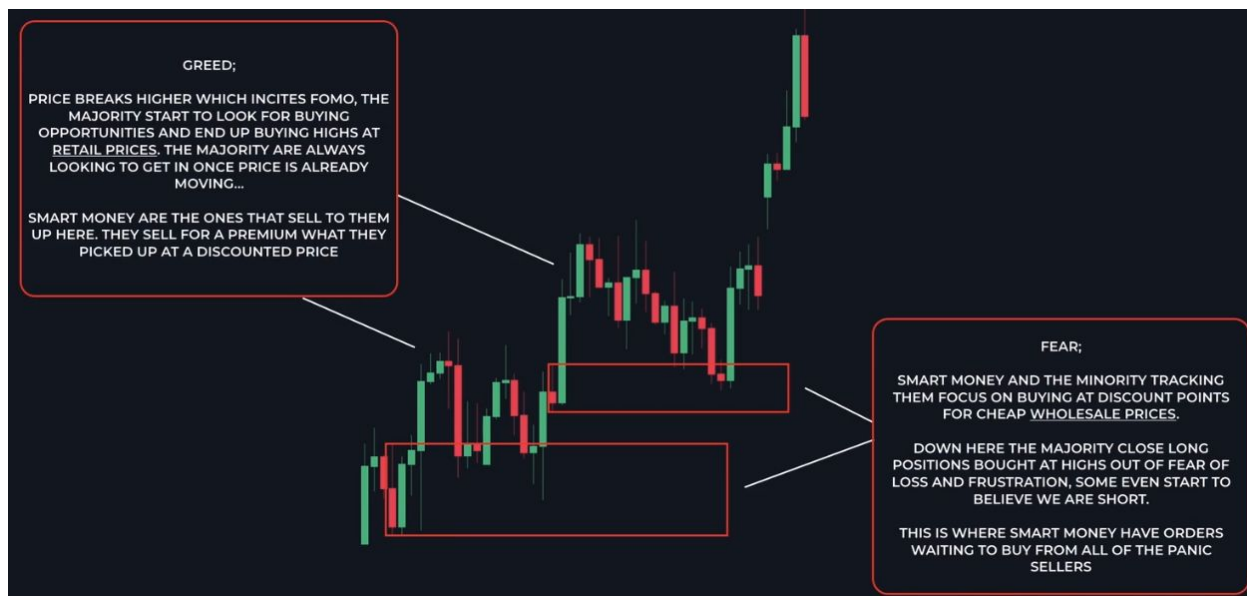 GREED;
PRICE BREAKS HIGHER WHICH INCITES FOMO, THE
MAJORITY START TO LOOK FOR BUYING
OPPORTUNITIES AND END UP BUYING HIGHS AT
RETAIL PRICES. THE MAJORITY ARE ALWAYS
LOOKING TO GET IN ONCE PRICE IS ALREADY
MOVING...
SMART MONEY ARE THE ONES THAT SELL TO THEM
UP HERE. THEY SELL FOR A PREMIUM WHAT THEY
PICKED UP AT A DISCOUNTED PRICE
FEAR;
SMART MONEY AND THE MINORITY TRACKING
THEM FOCUS ON BUYING AT DISCOUNT POINTS
FOR CHEAP WHOLESALE PRICES.
DOWN HERE THE MAJORITY CLOSE LONG
POSITIONS BOUGHT AT HIGHS OUT OF FEAR OF
LOSS AND FRUSTRATION, SOME EVEN START TO
BELIEVE WE ARE SHORT.
THIS IS WHERE SMART MONEY HAVE ORDERS
WAITING TO BUY FROM ALL OF THE PANIC
SELLERS